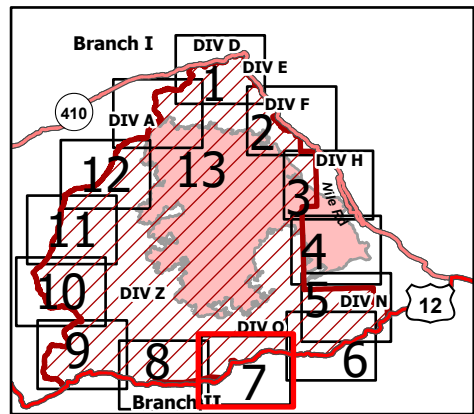 Branch I
DIV D
DIV E
1
410
DIV A
DIV F
2
13
12
DIV H
3
Nile Rd
11
4
10
DIV Z
5
DIV N
12
DIV O
9
8
7
6
Branch II